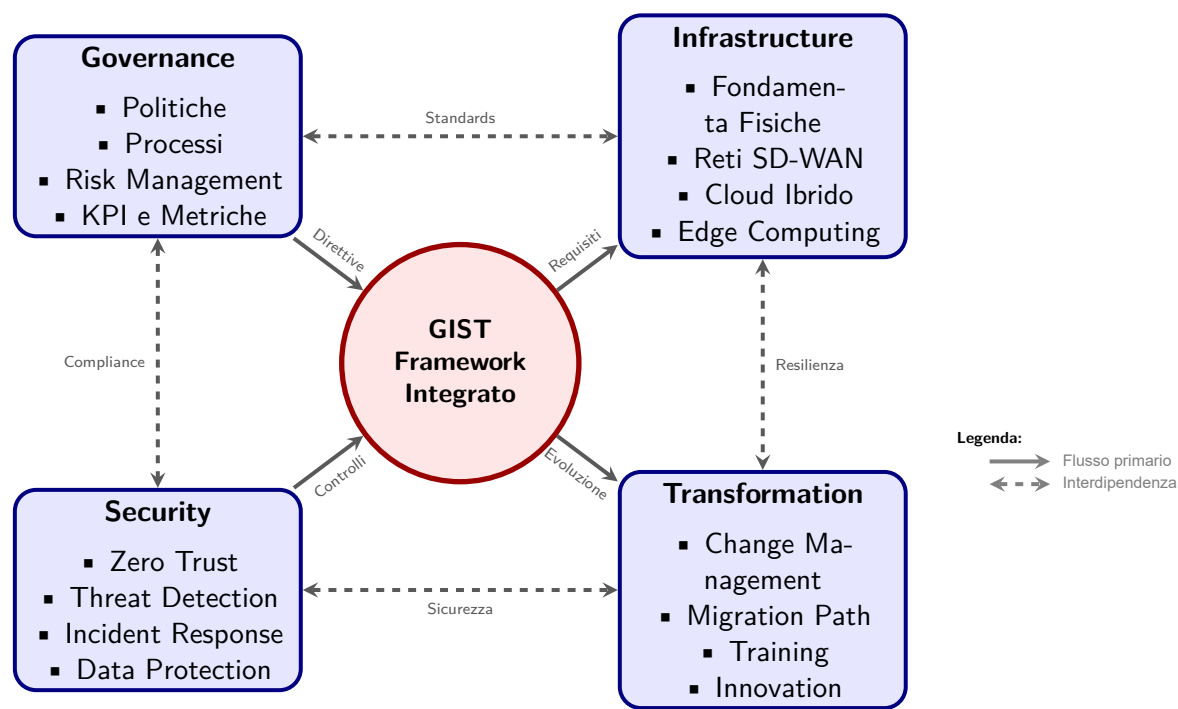 Governance
▪ Politiche
▪ Processi
▪ Risk Management
▪ KPI e Metriche
Standards
Infrastructure
▪ Fondamen-
ta Fisiche
▪ Reti SD-WAN
▪ Cloud Ibrido
▪ Edge Computing
Direttive
Requisiti
GIST
Framework
Integrato
Compliance
Resilienza
Controlli
Evoluzione
Security
▪ Zero Trust
▪ Threat Detection
▪ Incident Response
▪ Data Protection
Sicurezza
Transformation
▪ Change Ma-
nagement
▪ Migration Path
▪ Training
▪ Innovation
Legenda:
Flusso primario
Interdipendenza